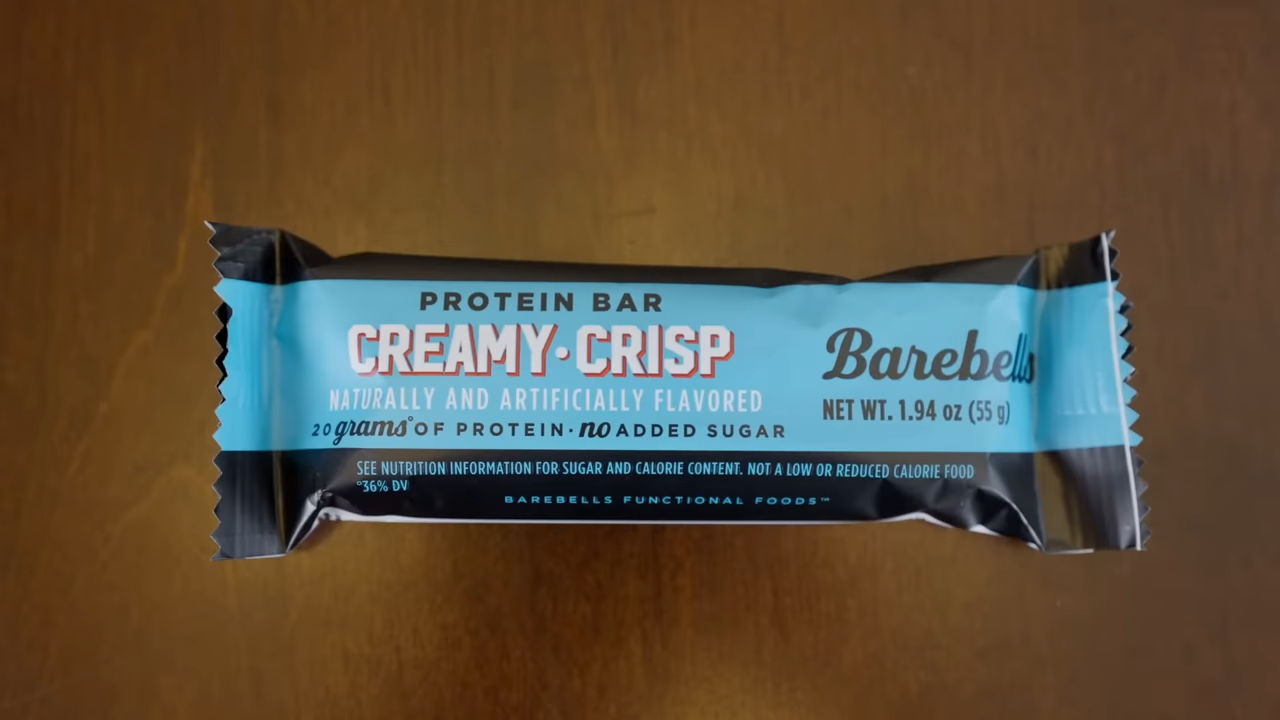 PROTEIN BAR
CREAMY·CRISP
NATURALLY AND ARTIFICIALLY FLAVORED
20 grams° OF PROTEIN · no ADDED SUGAR
Barebells
NET WT. 1.94 oz (55 g)
SEE NUTRITION INFORMATION FOR SUGAR AND CALORIE CONTENT. NOT A LOW OR REDUCED CALORIE FOOD
°36% DV
BAREBELLS FUNCTIONAL FOODS™